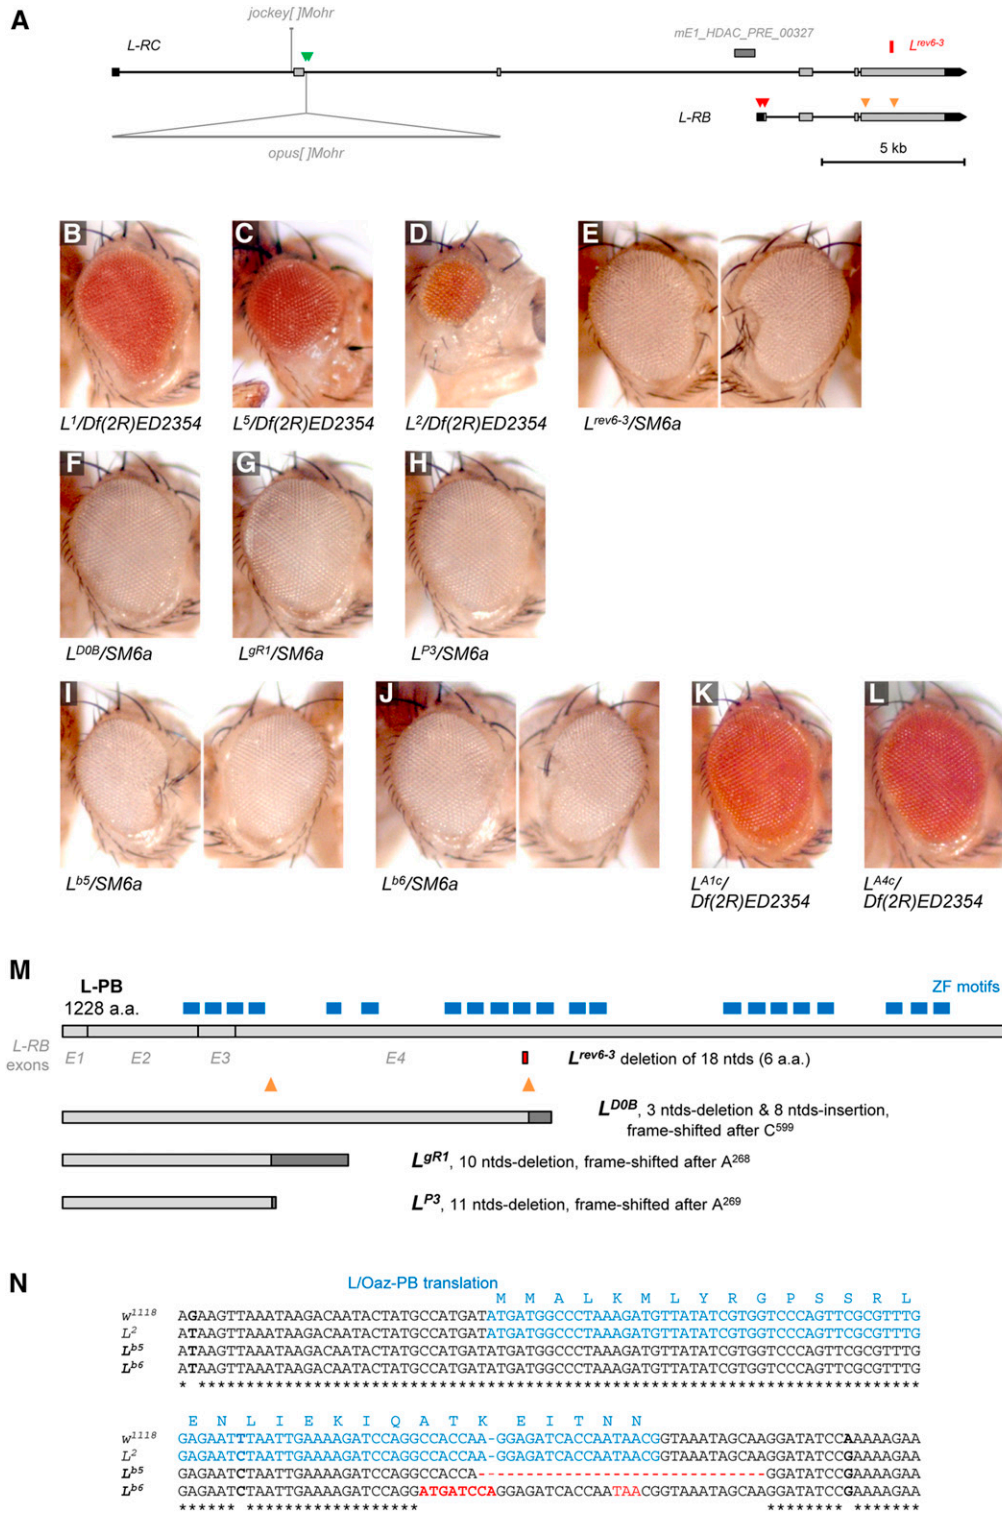 A
jockey[ ]Mohr
L-RC
mE1_HDAC_PRE_00327
Lrev6-3
L-RB
opus[ ]Mohr
5 kb
B
C
D
E
L1/Df(2R)ED2354
L5/Df(2R)ED2354
L2/Df(2R)ED2354
Lrev6-3/SM6a
F
G
H
LD0B/SM6a
LgR1/SM6a
LP3/SM6a
I
J
K
L
Lb5/SM6a
Lb6/SM6a
LA1c/
Df(2R)ED2354
LA4c/
Df(2R)ED2354
M
L-PB
1228 a.a.
ZF motifs
L-RB
exons
E1 E2 E3 E4
Lrev6-3 deletion of 18 ntds (6 a.a.)
LD0B, 3 ntds-deletion & 8 ntds-insertion,
frame-shifted after C599
LgR1, 10 ntds-deletion, frame-shifted after A268
LP3, 11 ntds-deletion, frame-shifted after A269
N
L/Oaz-PB translation
M M A L K M L Y R G P S S R L
w1118 AGAAGTTAAATAAGACAATACTATGCCATGATATGATGGCCCTAAAGATGTTATATCGTGGTCCCAGTTCGCGTTTG
L2 ATAAGTTAAATAAGACAATACTATGCCATGATATGATGGCCCTAAAGATGTTATATCGTGGTCCCAGTTCGCGTTTG
Lb5 ATAAGTTAAATAAGACAATACTATGCCATGATATGATGGCCCTAAAGATGTTATATCGTGGTCCCAGTTCGCGTTTG
Lb6 ATAAGTTAAATAAGACAATACTATGCCATGATATGATGGCCCTAAAGATGTTATATCGTGGTCCCAGTTCGCGTTTG
* ***************************************************************************
E N L I E K I Q A T K E I T N N
w1118 GAGAATTTAATTGAAAAGATCCAGGCCACCAA-GGAGATCACCAATAACGGTAAATAGCAAGGATATCCAAAAAGAA
L2 GAGAATCTAATTGAAAAGATCCAGGCCACCAA-GGAGATCACCAATAACGGTAAATAGCAAGGATATCCGAAAAGAA
Lb5 GAGAATCTAATTGAAAAGATCCAGGCCACCA------------------------------GGATATCCGAAAAGAA
Lb6 GAGAATCTAATTGAAAAGATCCAGGATGATCCAGGAGATCACCAATAACGGTAAATAGCAAGGATATCCGAAAAGAA
****** ****************** ******** *******